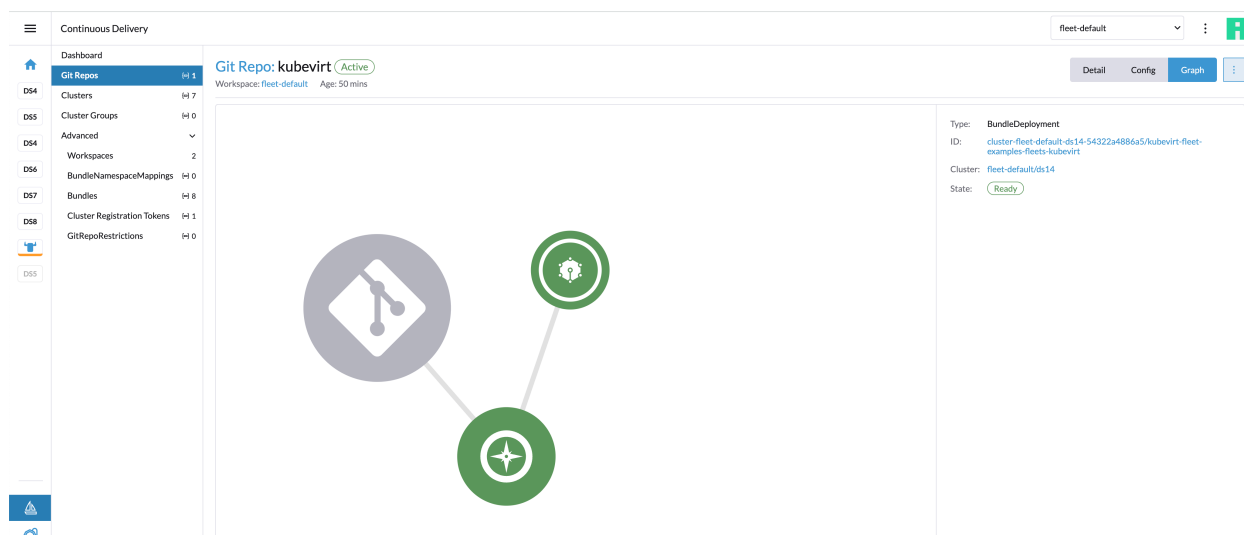 Continuous Delivery
fleet-default
DS4
DS5
DS4
DS6
DS7
DS8
DS5
Dashboard
Git Repos 1
Clusters 7
Cluster Groups 0
Advanced
Workspaces 2
BundleNamespaceMappings 0
Bundles 8
Cluster Registration Tokens 1
GitRepoRestrictions 0
Git Repo: kubevirt Active
Workspace: fleet-default Age: 50 mins
Detail Config Graph
Type: BundleDeployment
ID: cluster-fleet-default-ds14-54322a4886a5/kubevirt-fleet-
examples-fleets-kubevirt
Cluster: fleet-default/ds14
State: Ready